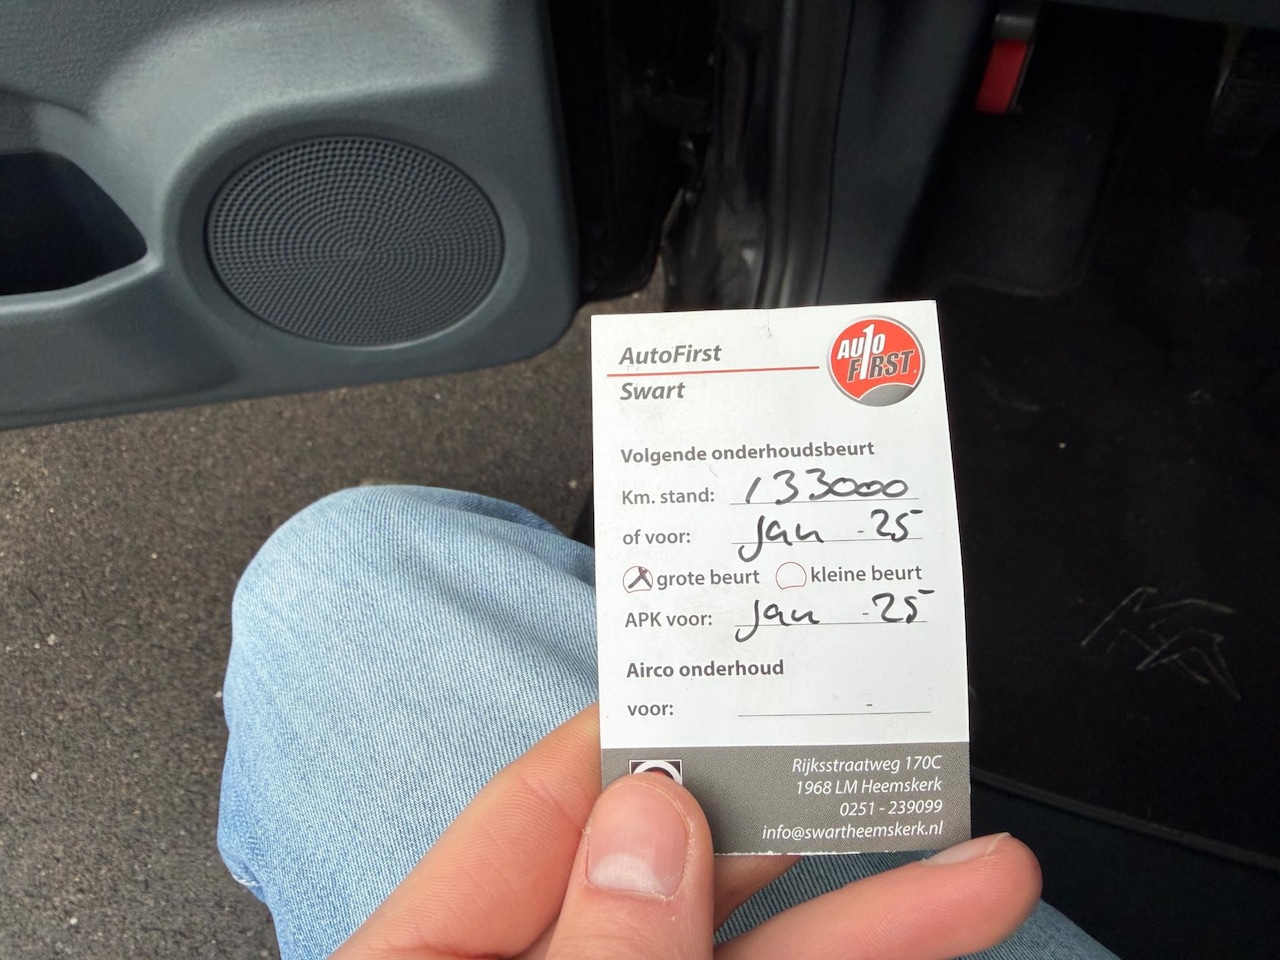 AutoFirst
Swart
AUTO
FIRST
Volgende onderhoudsbeurt
Km. stand: 133000
of voor: Jan - 25
grote beurt kleine beurt
APK voor: Jan - 25
Airco onderhoud
voor: -
Rijksstraatweg 170C
1968 LM Heemskerk
0251 - 239099
info@swartheemskerk.nl